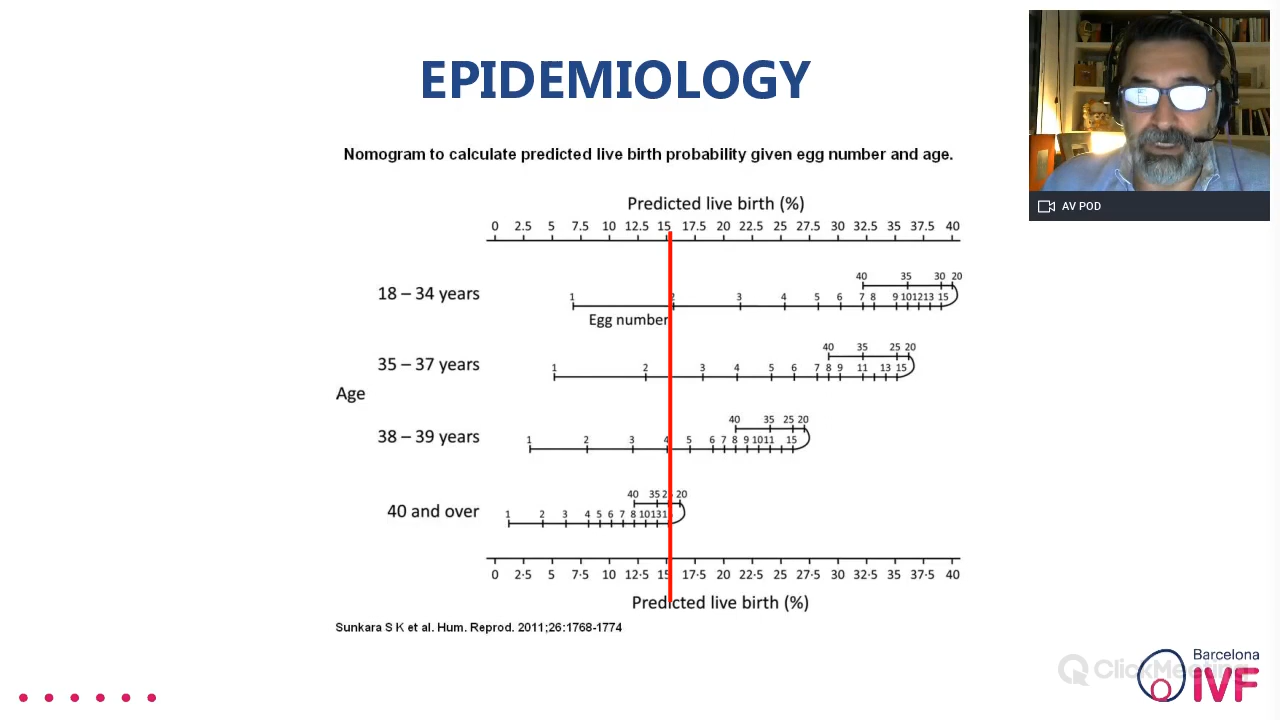 EPIDEMIOLOGY
AV POD
Nomogram to calculate predicted live birth probability given egg number and age.
Predicted live birth (%)
0 2.5 5 7.5 10 12.5 15 17.5 20 22.5 25 27.5 30 32.5 35 37.5 40
40 35 30 20
18 – 34 years
1 2 3 4 5 6 7 8 9 10 12 13 15
Egg number
40 35 25 20
35 – 37 years
1 2 3 4 5 6 7 8 9 11 13 15
Age
40 35 25 20
38 – 39 years
1 2 3 4 5 6 7 8 9 10 11 15
40 35 20
40 and over
1 2 3 4 5 6 7 8 10 13
0 2·5 5 7·5 10 12·5 15 17·5 20 22·5 25 27·5 30 32·5 35 37·5 40
Predicted live birth (%)
Sunkara S K et al. Hum. Reprod. 2011;26:1768-1774
ClickMeeting
Barcelona
IVF